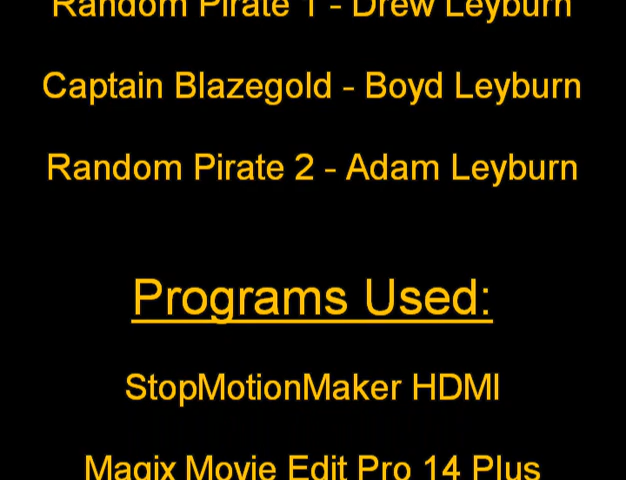 Random Pirate 1 - Drew Leyburn
Captain Blazegold - Boyd Leyburn
Random Pirate 2 - Adam Leyburn
Programs Used:
StopMotionMaker HDMI
Magix Movie Edit Pro 14 Plus